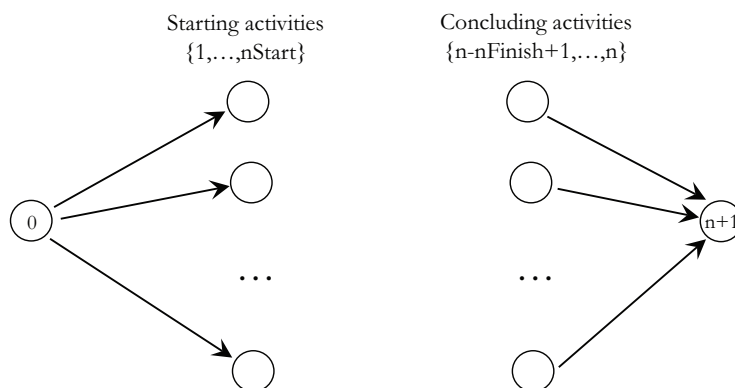 Starting activities
{1,…,nStart}
Concluding activities
{n-nFinish+1,…,n}
0
n+1
…
…